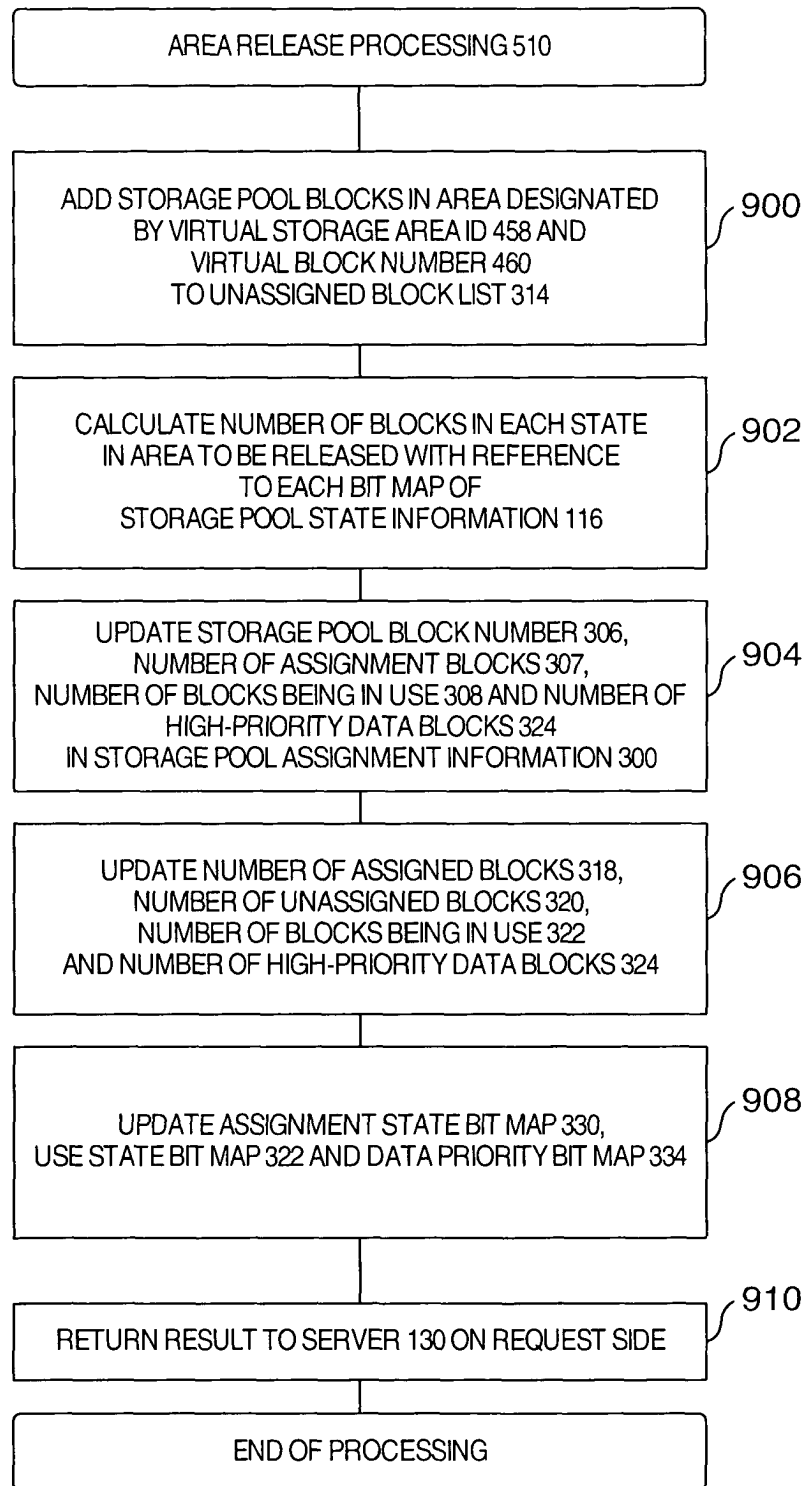 AREA RELEASE PROCESSING 510
ADD STORAGE POOL BLOCKS IN AREA DESIGNATED
BY VIRTUAL STORAGE AREA ID 458 AND
VIRTUAL BLOCK NUMBER 460
TO UNASSIGNED BLOCK LIST 314
900
CALCULATE NUMBER OF BLOCKS IN EACH STATE
IN AREA TO BE RELEASED WITH REFERENCE
TO EACH BIT MAP OF
STORAGE POOL STATE INFORMATION 116
902
UPDATE STORAGE POOL BLOCK NUMBER 306,
NUMBER OF ASSIGNMENT BLOCKS 307,
NUMBER OF BLOCKS BEING IN USE 308 AND NUMBER OF
HIGH-PRIORITY DATA BLOCKS 324
IN STORAGE POOL ASSIGNMENT INFORMATION 300
904
UPDATE NUMBER OF ASSIGNED BLOCKS 318,
NUMBER OF UNASSIGNED BLOCKS 320,
NUMBER OF BLOCKS BEING IN USE 322
AND NUMBER OF HIGH-PRIORITY DATA BLOCKS 324
906
UPDATE ASSIGNMENT STATE BIT MAP 330,
USE STATE BIT MAP 322 AND DATA PRIORITY BIT MAP 334
908
RETURN RESULT TO SERVER 130 ON REQUEST SIDE
910
END OF PROCESSING